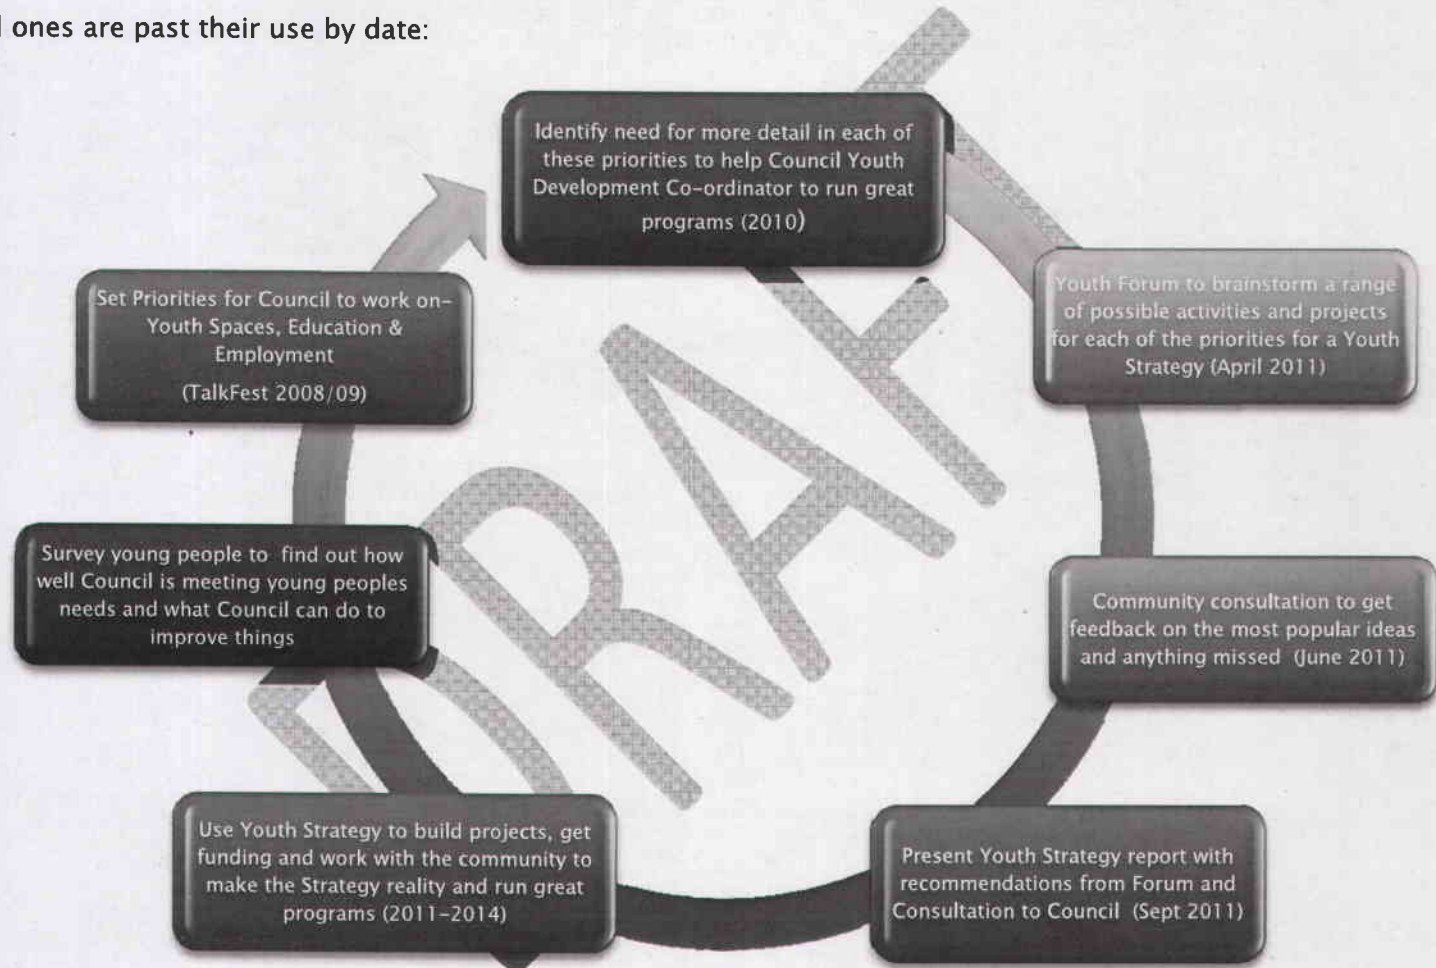 ones are past their use by date:
Identify need for more detail in each of
these priorities to help Council Youth
Development Co-ordinator to run great
programs (2010)
Youth Forum to brainstorm a range
of possible activities and projects
for each of the priorities for a Youth
Strategy (April 2011)
Community consultation to get
feedback on the most popular ideas
and anything missed (June 2011)
Present Youth Strategy report with
recommendations from Forum and
Consultation to Council (Sept 2011)
Use Youth Strategy to build projects, get
funding and work with the community to
make the Strategy reality and run great
programs (2011-2014)
Survey young people to find out how
well Council is meeting young peoples
needs and what Council can do to
improve things
Set Priorities for Council to work on-
Youth Spaces, Education &
Employment
(TalkFest 2008/09)
DRAFT